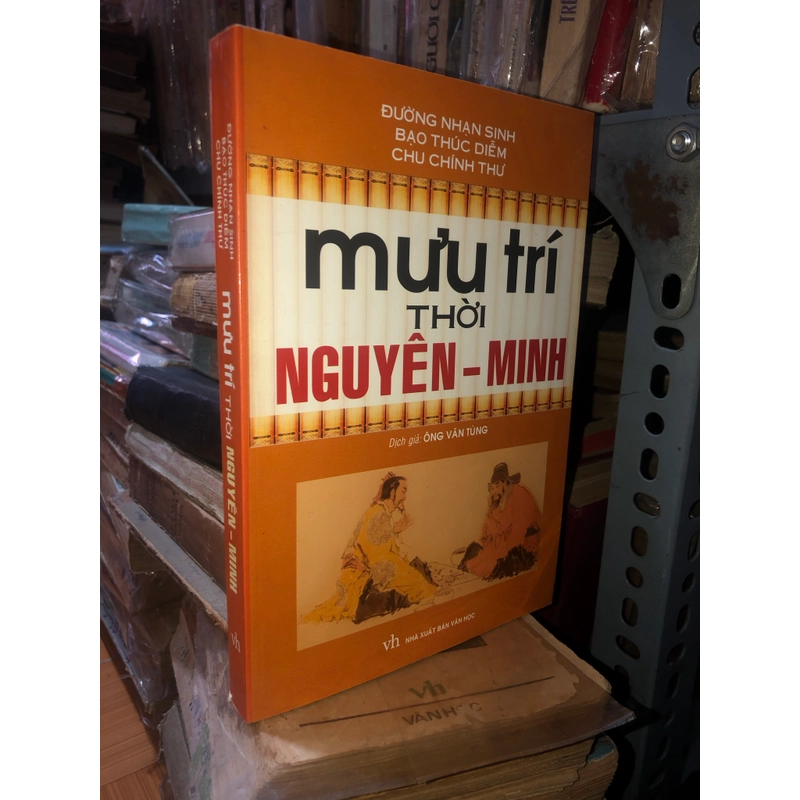 ĐƯỜNG NHẠN SINH
BẠO THÚC DIỄM
CHU CHÍNH THƯ
mưu trí
THỜI
NGUYÊN - MINH
Dịch giả: ÔNG VĂN TÙNG
vh NHÀ XUẤT BẢN VĂN HỌC
ĐƯỜNG NHẠN SINH
BẠO THÚC DIỄM
CHU CHÍNH THƯ
mưu trí THỜI NGUYÊN - MINH
vh
vh
VĂN HỌC